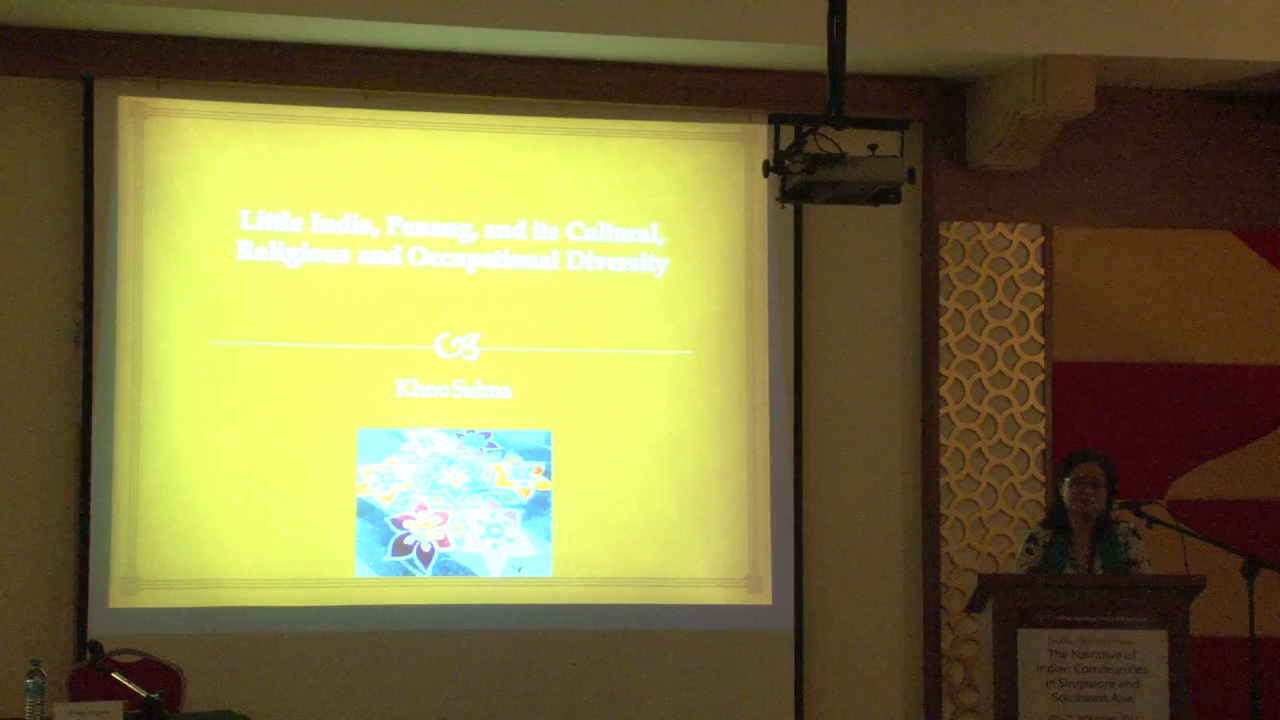 Little India, Penang, and its Cultural,
Religious and Occupational Diversity
Khoo Salma
The Narrative of
Indian Communities
in Singapore and
Southeast Asia